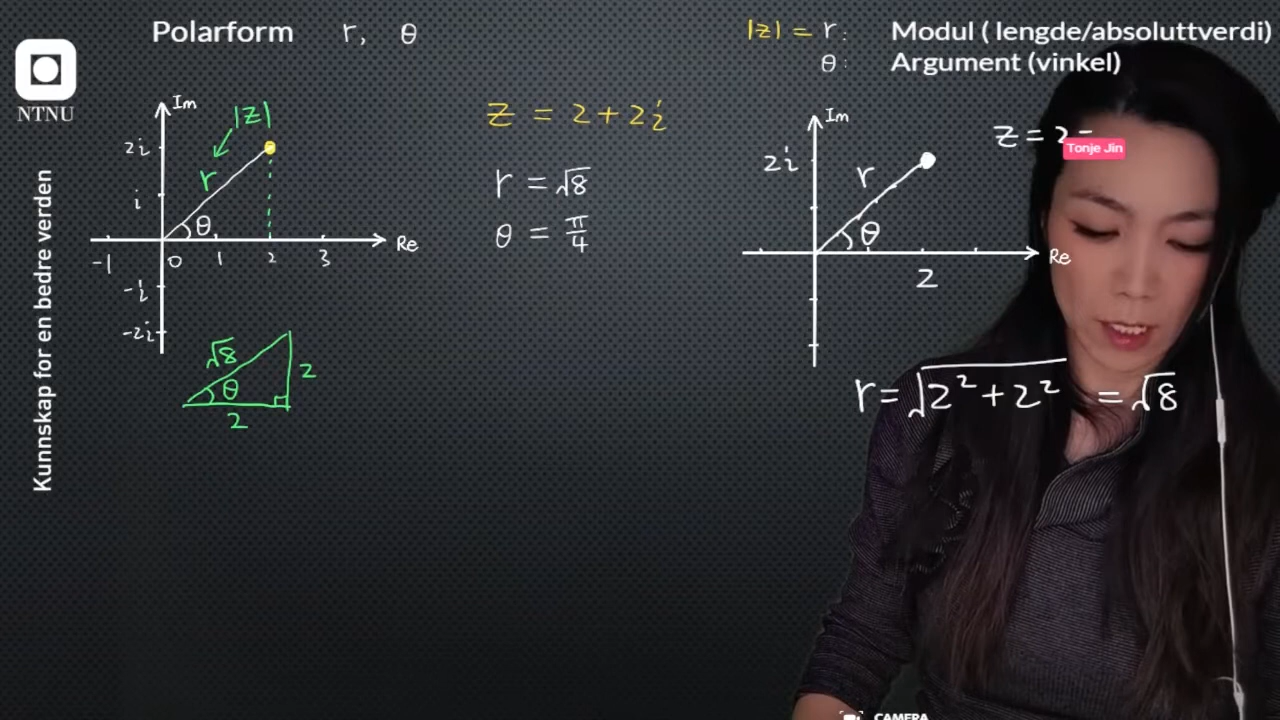 Polarform r, θ
|z| = r: Modul ( lengde/absoluttverdi)
θ: Argument (vinkel)
NTNU
Kunnskap for en bedre verden
Im
|z|
2i
r
i
θ
-1 0 1 2 3 Re
-i
-2i
√8
θ
2
2
z = 2 + 2i
r = √8
θ = π/4
Im
z = 2
Tonje Jin
2i
r
θ
Re
2
r = √2² + 2² = √8
CAMERA